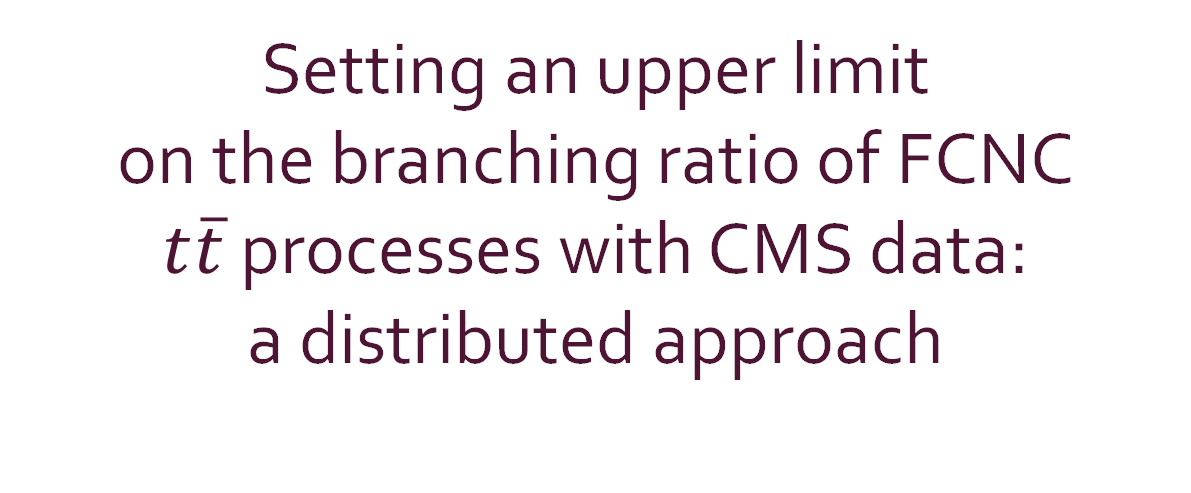 Setting an upper limit
on the branching ratio of FCNC
tt̄ processes with CMS data:
a distributed approach